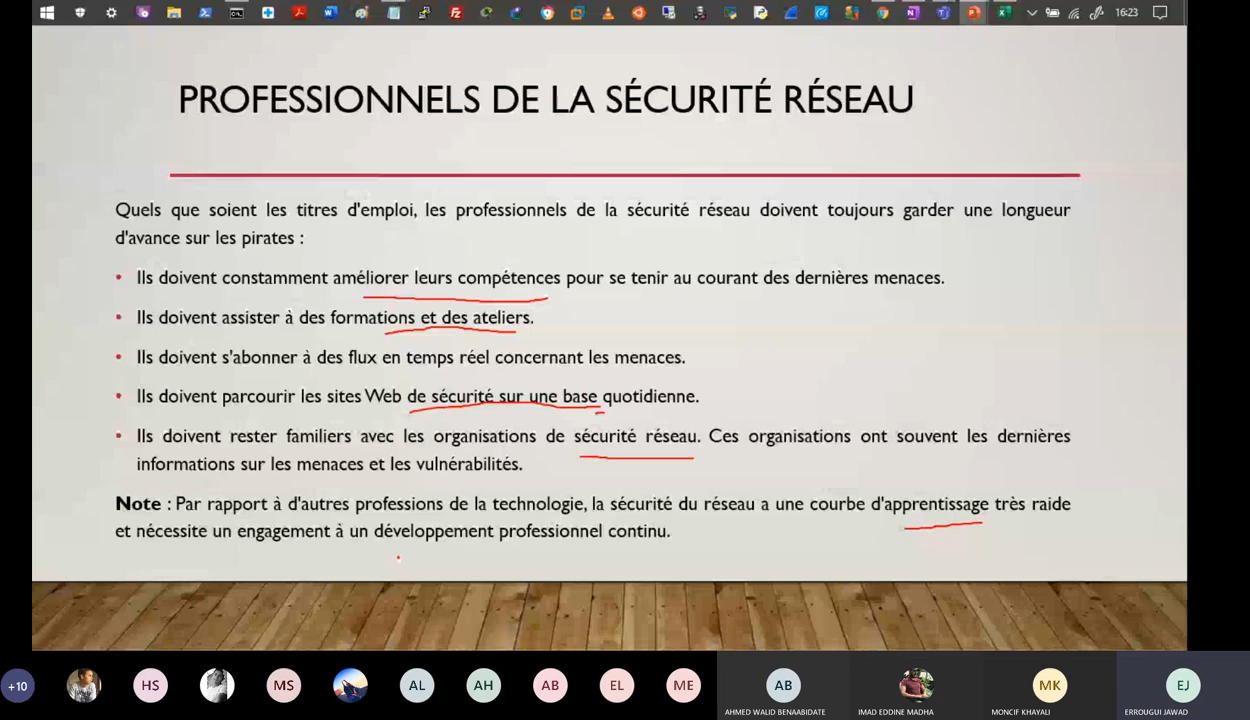 16:23
PROFESSIONNELS DE LA SÉCURITÉ RÉSEAU
Quels que soient les titres d'emploi, les professionnels de la sécurité réseau doivent toujours garder une longueur
d'avance sur les pirates :
• Ils doivent constamment améliorer leurs compétences pour se tenir au courant des dernières menaces.
• Ils doivent assister à des formations et des ateliers.
• Ils doivent s'abonner à des flux en temps réel concernant les menaces.
• Ils doivent parcourir les sites Web de sécurité sur une base quotidienne.
• Ils doivent rester familiers avec les organisations de sécurité réseau. Ces organisations ont souvent les dernières
informations sur les menaces et les vulnérabilités.
Note : Par rapport à d'autres professions de la technologie, la sécurité du réseau a une courbe d'apprentissage très raide
et nécessite un engagement à un développement professionnel continu.
+10 HS MS AL AH AB EL ME AB MK EJ
AHMED WALID BENAABIDATE IMAD EDDINE MADHA MONCIF KHAYALI ERROUGUI JAWAD